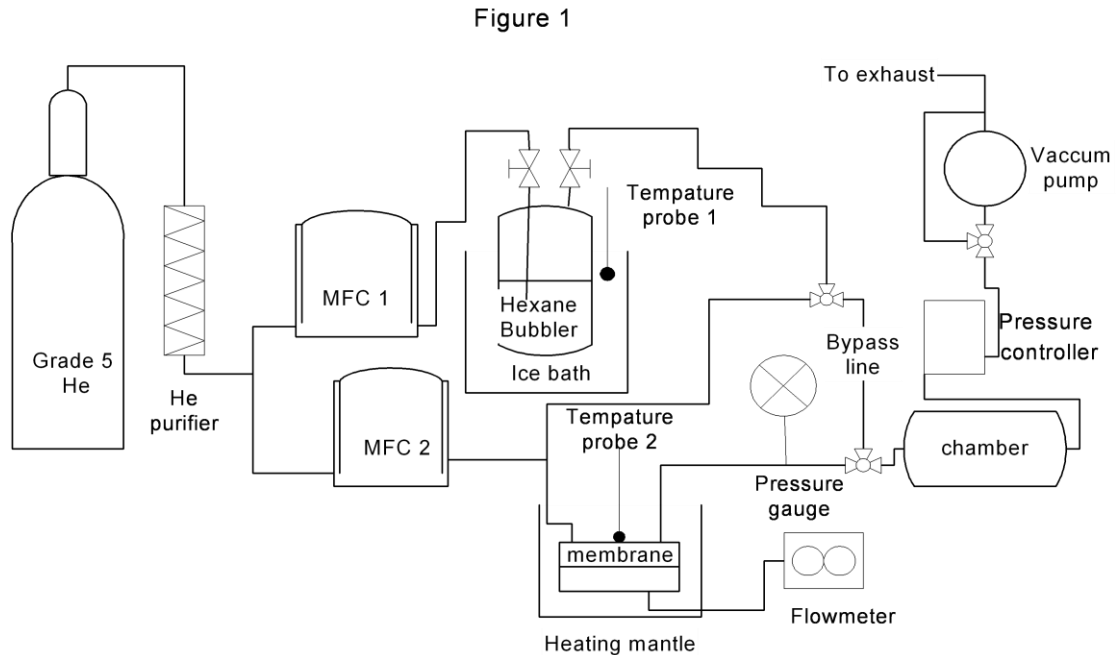 Figure 1
To exhaust
Vaccum
pump
Tempature
probe 1
MFC 1
Hexane
Bubbler
Grade 5
He
Ice bath
Bypass
line
Pressure
controller
He
purifier
Tempature
probe 2
MFC 2
chamber
Pressure
gauge
membrane
Flowmeter
Heating mantle